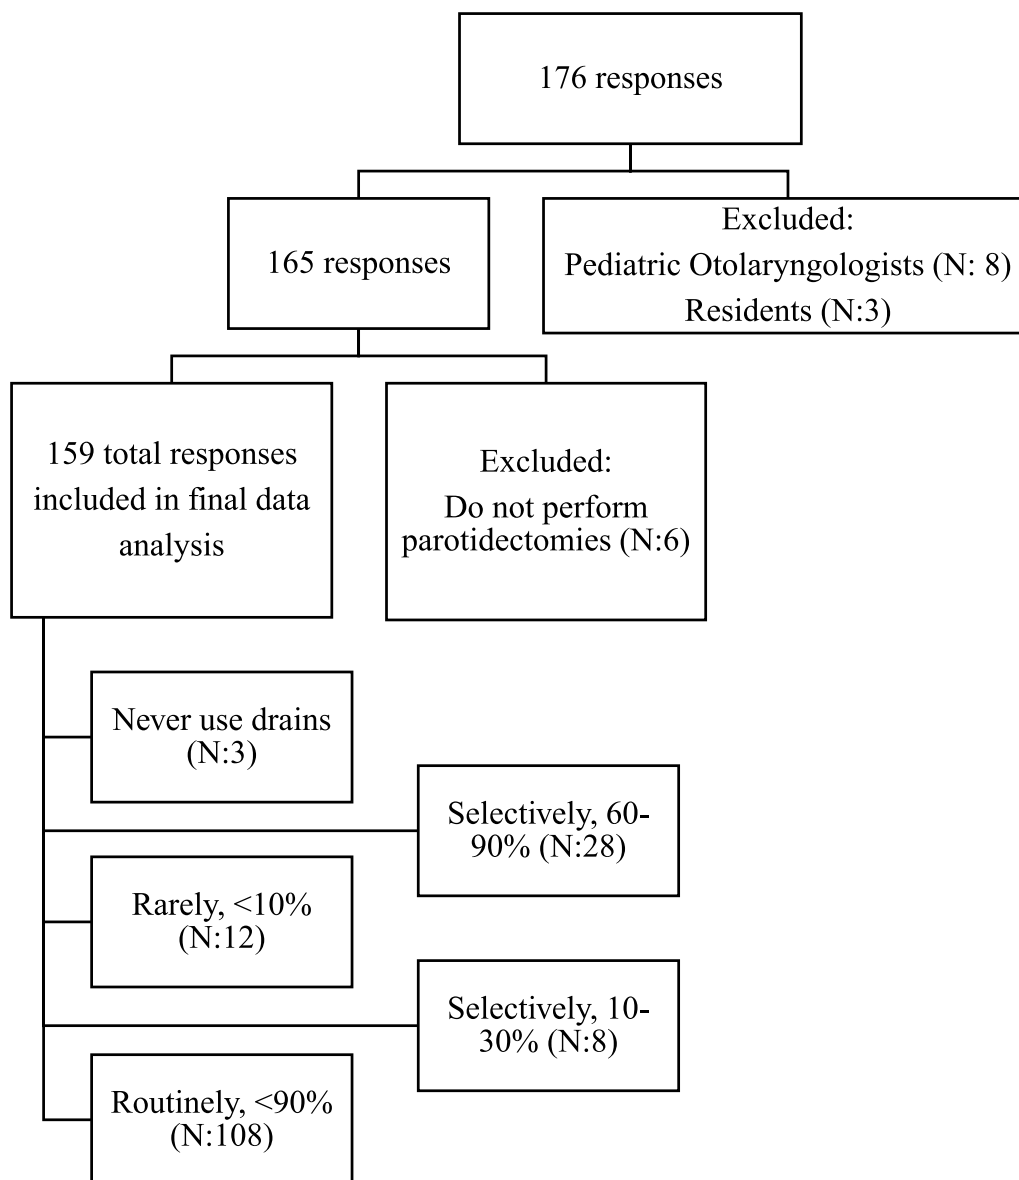 176 responses
165 responses
Excluded:
Pediatric Otolaryngologists (N: 8)
Residents (N:3)
159 total responses
included in final data
analysis
Excluded:
Do not perform
parotidectomies (N:6)
Never use drains
(N:3)
Selectively, 60-
90% (N:28)
Rarely, <10%
(N:12)
Selectively, 10-
30% (N:8)
Routinely, <90%
(N:108)